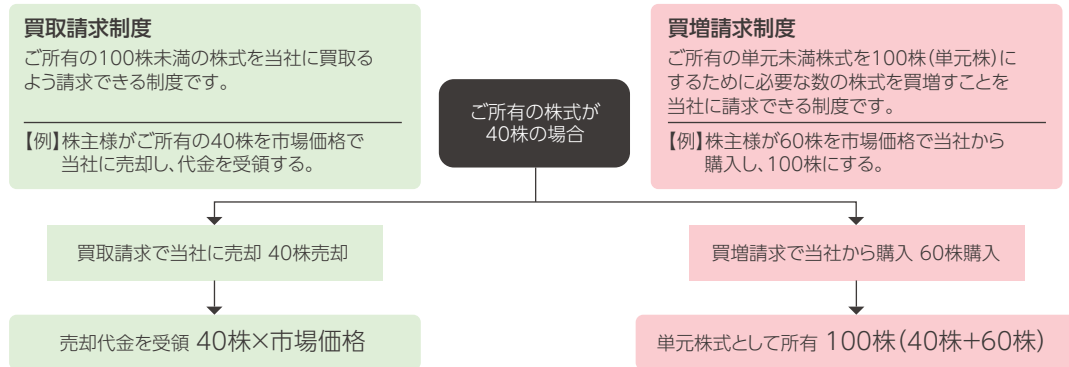 買取請求制度
ご所有の100株未満の株式を当社に買取る
よう請求できる制度です。
【例】株主様がご所有の40株を市場価格で
当社に売却し、代金を受領する。
ご所有の株式が
40株の場合
買増請求制度
ご所有の単元未満株式を100株(単元株)に
するために必要な数の株式を買増すことを
当社に請求できる制度です。
【例】株主様が60株を市場価格で当社から
購入し、100株にする。
買取請求で当社に売却 40株売却
買増請求で当社から購入 60株購入
売却代金を受領 40株×市場価格
単元株式として所有 100株(40株+60株)